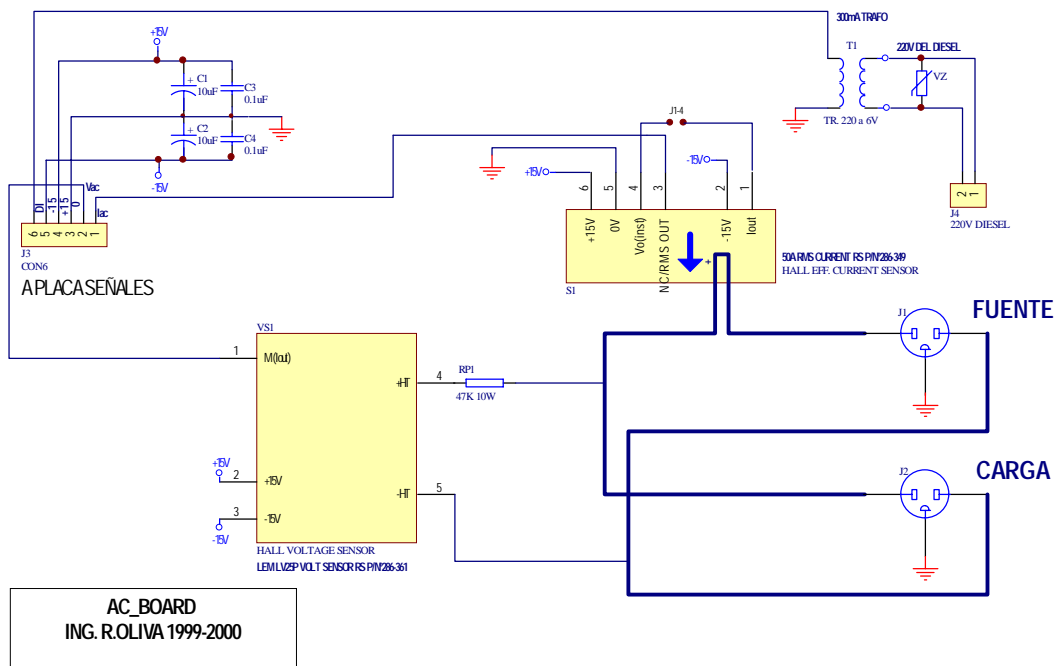 300mA TRAFO
T1
220V DEL DIESEL
VZ
TR. 220 a 6V
2
1
J4
220V DIESEL
+15V
+ C1
10uF
C3
0.1uF
+ C2
10uF
C4
0.1uF
-15V
DI
-15
+15
0
Vac
Iac
6
5
4
3
2
1
J3
CON6
A PLACA SEÑALES
J1-4
+15V
-15V
6
5
4
3
2
1
+15V
0V
Vo(inst)
NC/RMS OUT
-15V
Iout
+
S1
50A RMS CURRENT RS P/Nº286-349
HALL EFF. CURRENT SENSOR
VS1
1
M(Iout)
+HT
4
RP1
47K 10W
+15V
2
+15V
3
-15V
-15V
-HT
5
HALL VOLTAGE SENSOR
LEM LV25P VOLT SENSOR RS P/Nº286-361
J1
FUENTE
J2
CARGA
AC_BOARD
ING. R.OLIVA 1999-2000